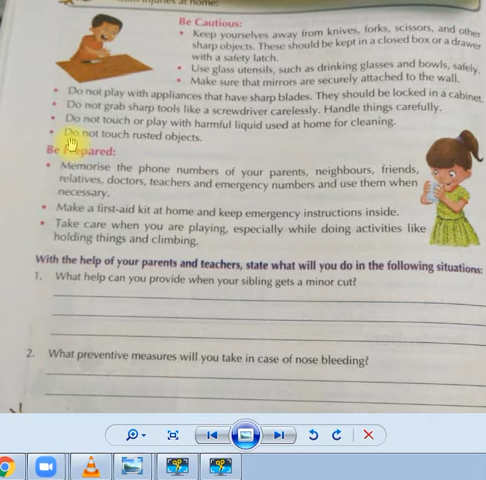 from injuries at home:
Be Cautious:
• Keep yourselves away from knives, forks, scissors, and other
sharp objects. These should be kept in a closed box or a drawer
with a safety latch.
• Use glass utensils, such as drinking glasses and bowls, safely.
• Make sure that mirrors are securely attached to the wall.
• Do not play with appliances that have sharp blades. They should be locked in a cabinet.
• Do not grab sharp tools like a screwdriver carelessly. Handle things carefully.
• Do not touch or play with harmful liquid used at home for cleaning.
• Do not touch rusted objects.
Be Prepared:
• Memorise the phone numbers of your parents, neighbours, friends,
relatives, doctors, teachers and emergency numbers and use them when
necessary.
• Make a first-aid kit at home and keep emergency instructions inside.
• Take care when you are playing, especially while doing activities like
holding things and climbing.
With the help of your parents and teachers, state what will you do in the following situations:
1. What help can you provide when your sibling gets a minor cut?
2. What preventive measures will you take in case of nose bleeding?